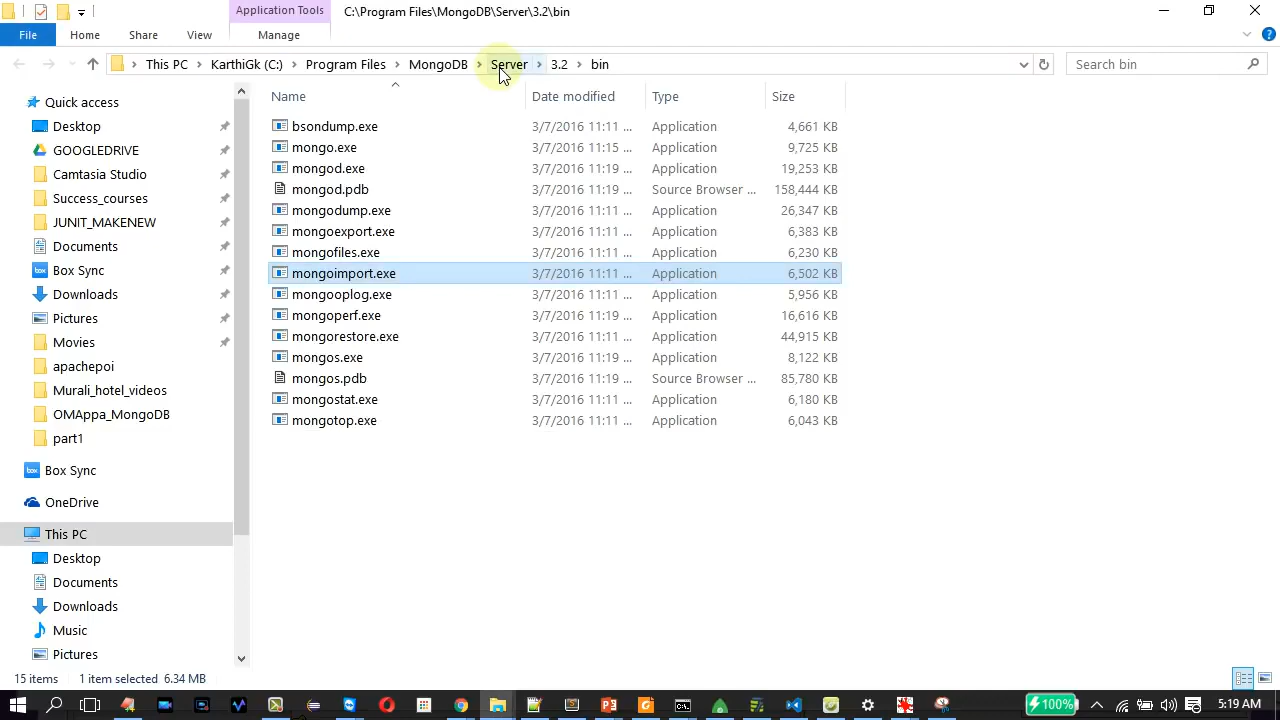 Application Tools
C:\Program Files\MongoDB\Server\3.2\bin
File Home Share View Manage
This PC KarthiGk (C:) Program Files MongoDB Server 3.2 bin
Search bin
Name Date modified Type Size
bsondump.exe 3/7/2016 11:11 ... Application 4,661 KB
mongo.exe 3/7/2016 11:15 ... Application 9,725 KB
mongod.exe 3/7/2016 11:19 ... Application 19,253 KB
mongod.pdb 3/7/2016 11:19 ... Source Browser ... 158,444 KB
mongodump.exe 3/7/2016 11:11 ... Application 26,347 KB
mongoexport.exe 3/7/2016 11:11 ... Application 6,383 KB
mongofiles.exe 3/7/2016 11:11 ... Application 6,230 KB
mongoimport.exe 3/7/2016 11:11 ... Application 6,502 KB
mongooplog.exe 3/7/2016 11:11 ... Application 5,956 KB
mongoperf.exe 3/7/2016 11:19 ... Application 16,616 KB
mongorestore.exe 3/7/2016 11:11 ... Application 44,915 KB
mongos.exe 3/7/2016 11:19 ... Application 8,122 KB
mongos.pdb 3/7/2016 11:19 ... Source Browser ... 85,780 KB
mongostat.exe 3/7/2016 11:11 ... Application 6,180 KB
mongotop.exe 3/7/2016 11:11 ... Application 6,043 KB
Quick access
Desktop
GOOGLEDRIVE
Camtasia Studio
Success_courses
JUNIT_MAKENEW
Documents
Box Sync
Downloads
Pictures
Movies
apachepoi
Murali_hotel_videos
OMAppa_MongoDB
part1
Box Sync
OneDrive
This PC
Desktop
Documents
Downloads
Music
Pictures
15 items 1 item selected 6.34 MB
100% 5:19 AM